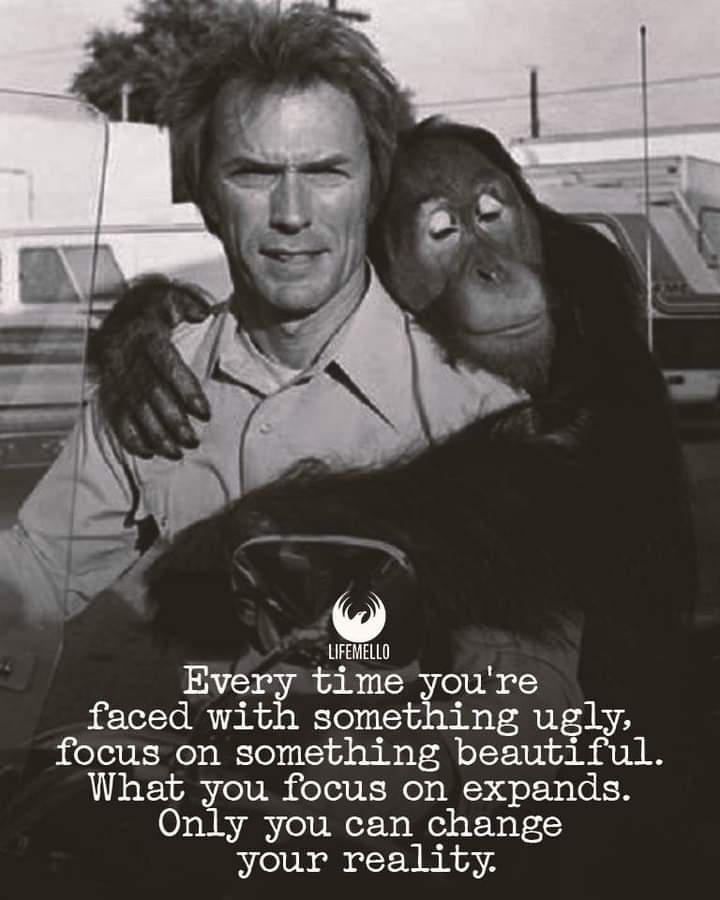 LIFEMELLO
Every time you're
faced with something ugly,
focus on something beautiful.
What you focus on expands.
Only you can change
your reality.